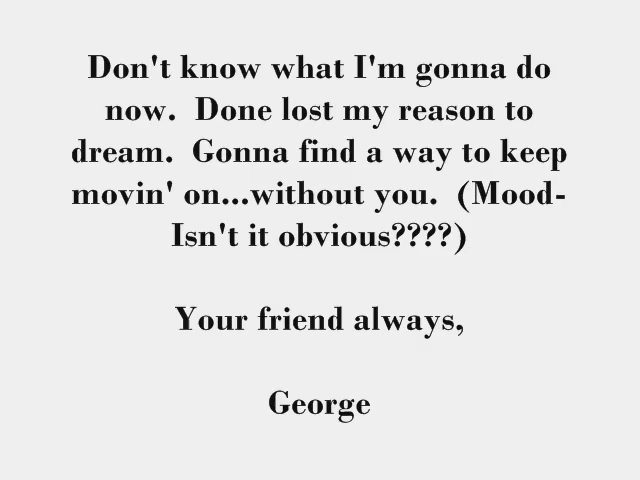 Don't know what I'm gonna do
now.  Done lost my reason to
dream.  Gonna find a way to keep
movin' on...without you.  (Mood-
Isn't it obvious????)
Your friend always,
George